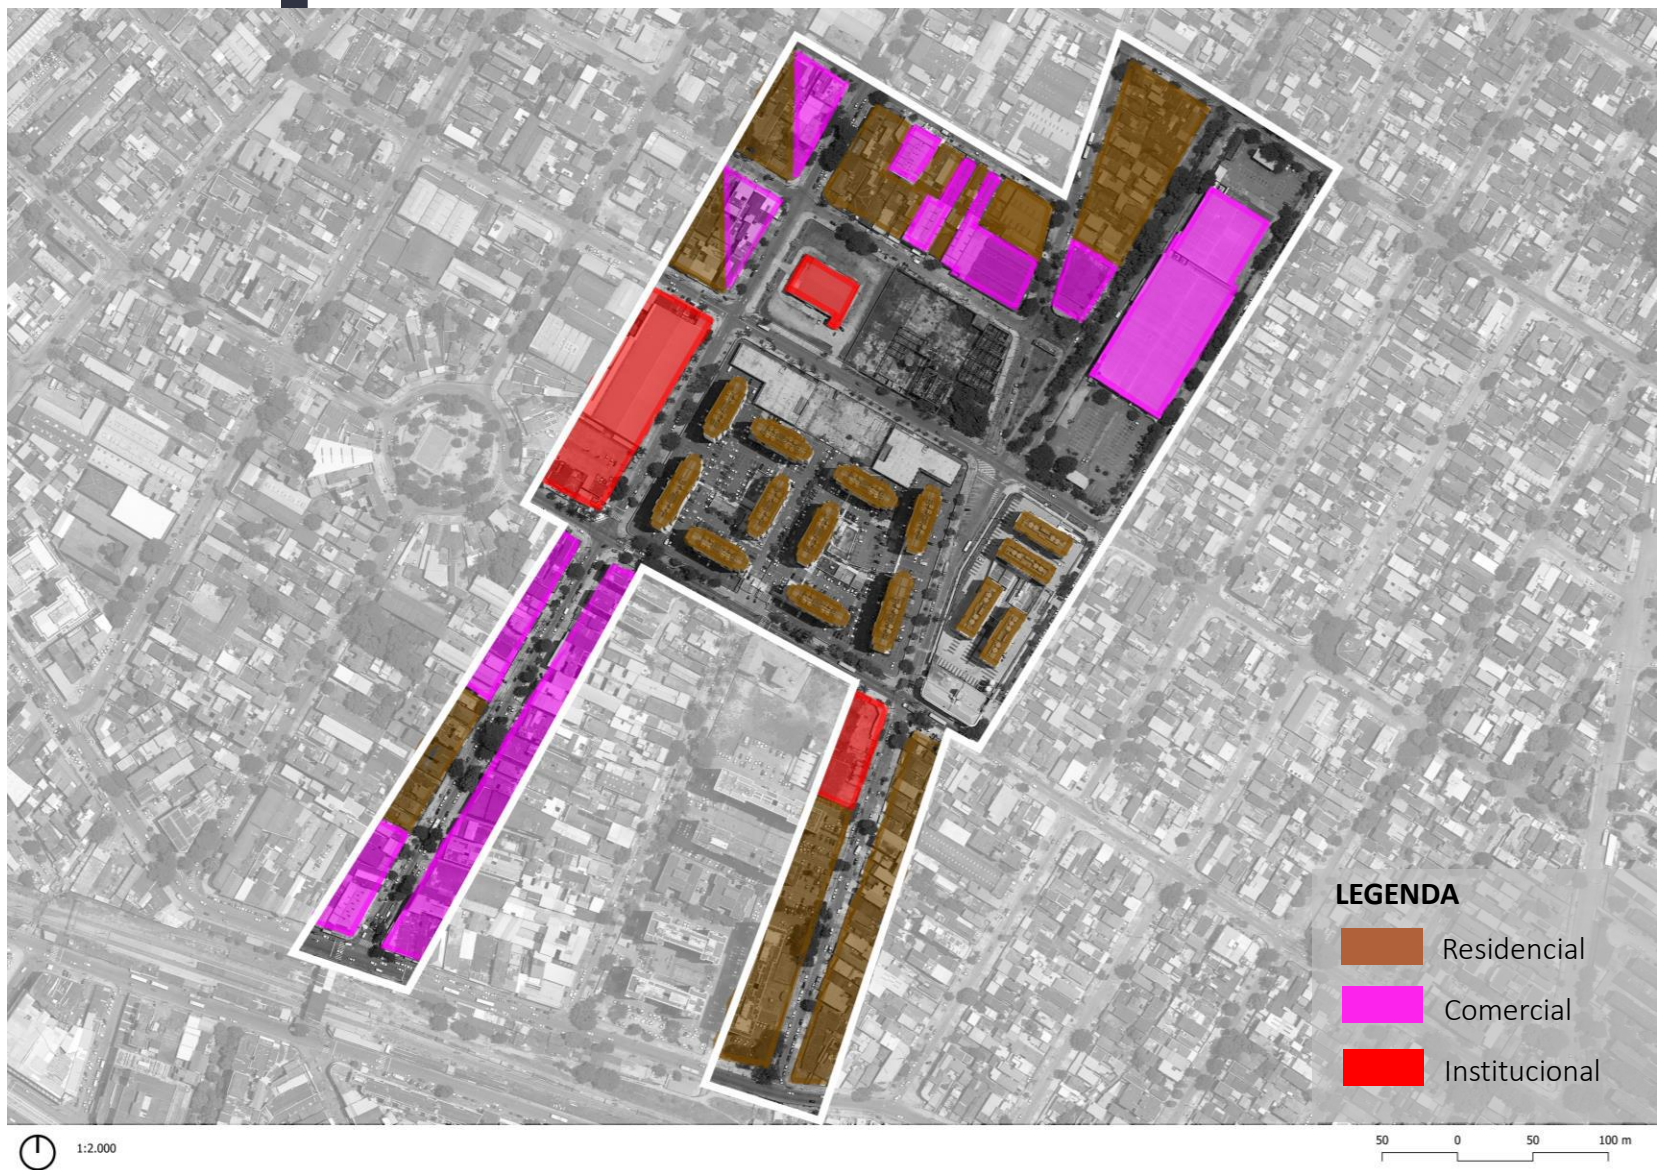 LEGENDA
Residencial
Comercial
Institucional
1:2.000
50 0 50 100 m